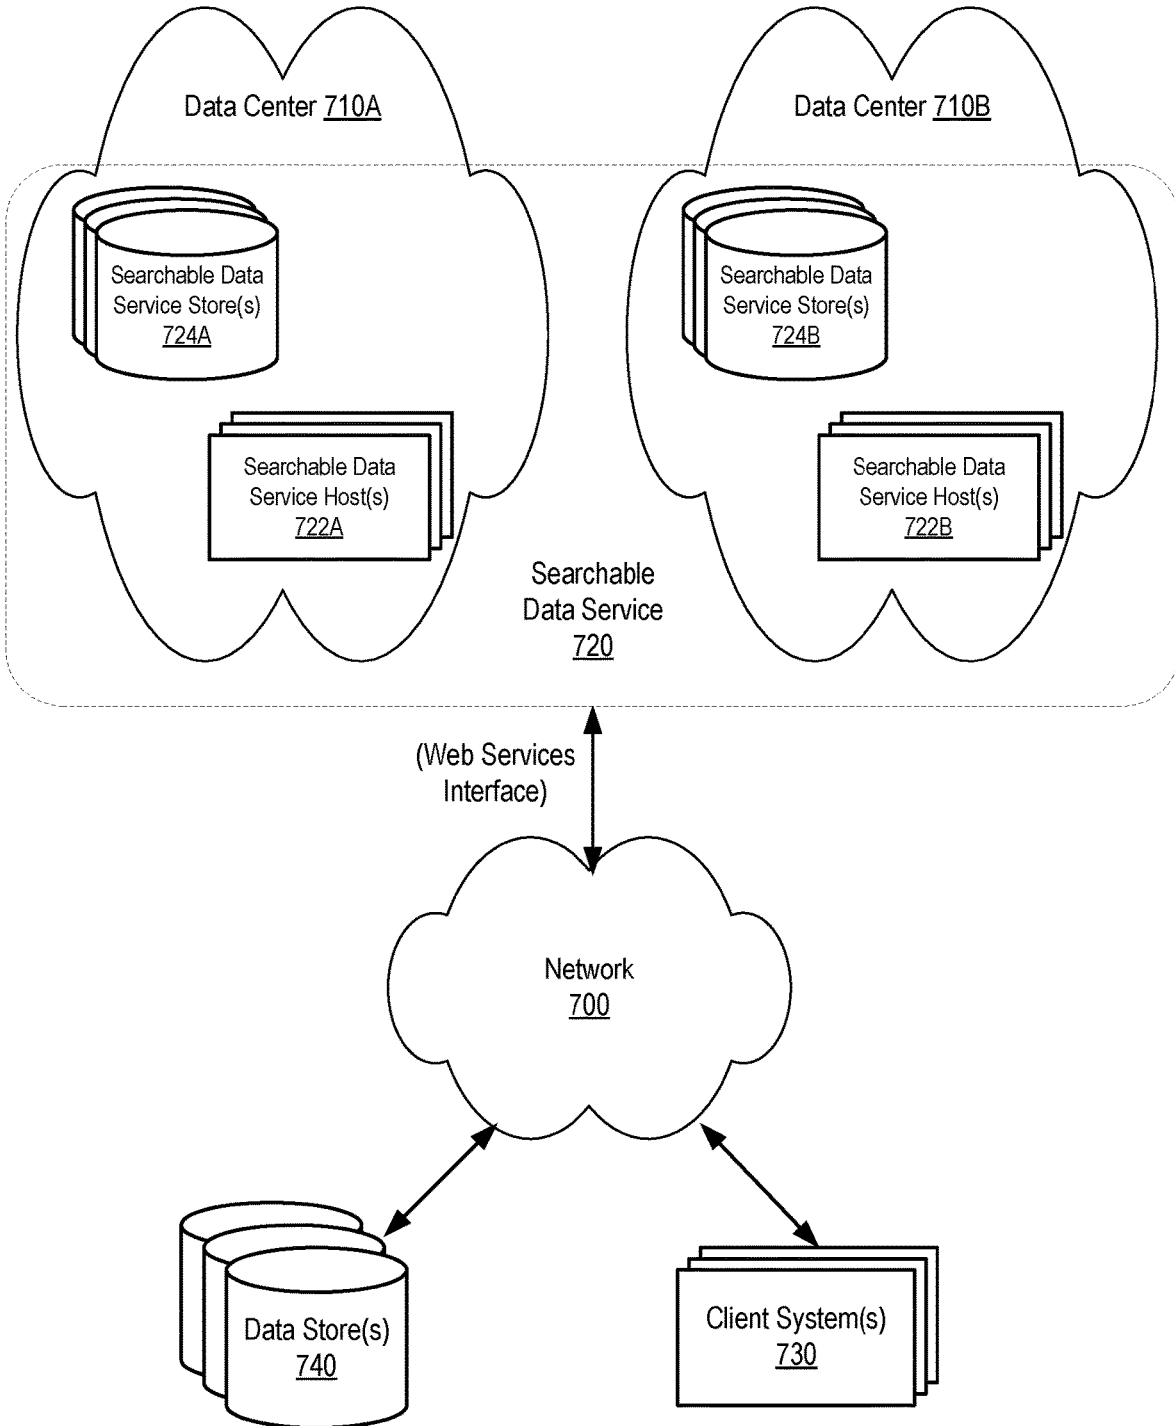 Data Center 710A
Data Center 710B
Searchable Data
Service Store(s)
724A
Searchable Data
Service Store(s)
724B
Searchable Data
Service Host(s)
722A
Searchable Data
Service Host(s)
722B
Searchable
Data Service
720
(Web Services
Interface)
Network
700
Data Store(s)
740
Client System(s)
730